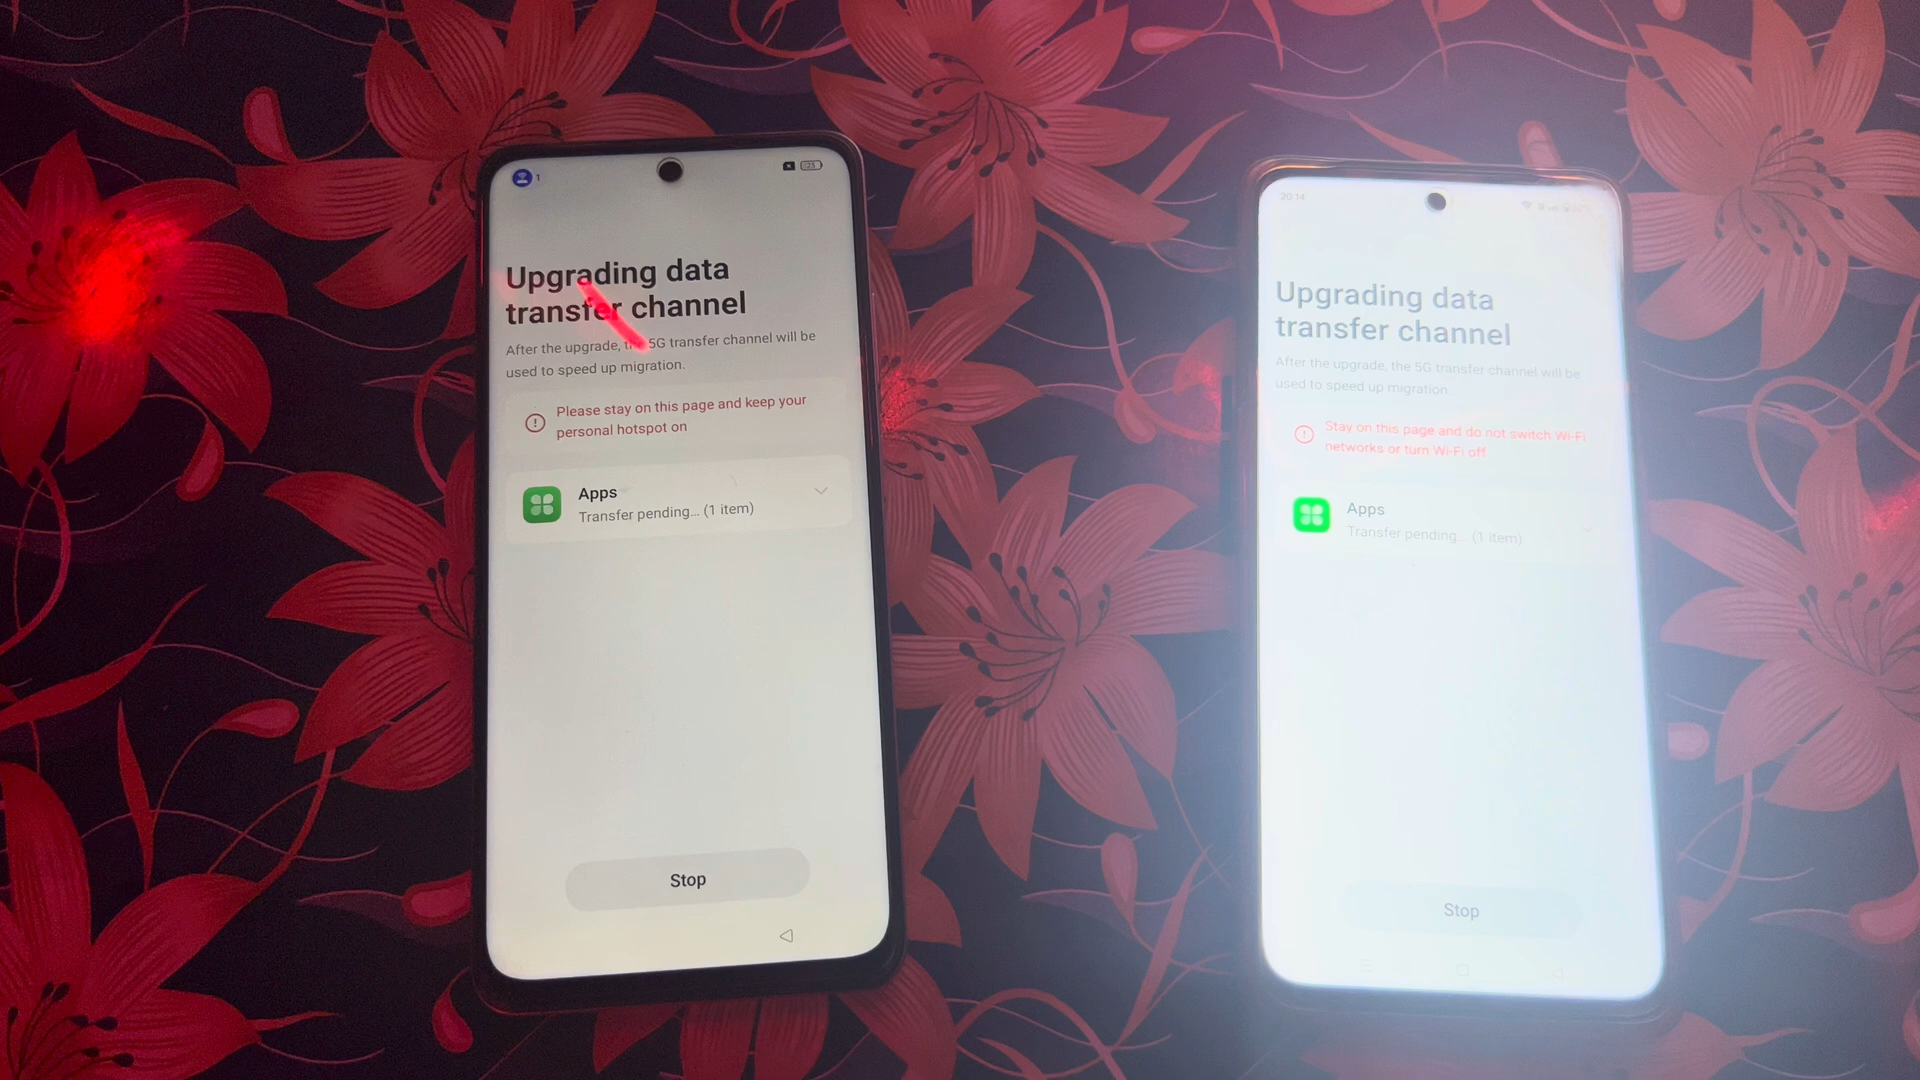 1
25
Upgrading data
transfer channel
After the upgrade, the 5G transfer channel will be
used to speed up migration.
Please stay on this page and keep your
personal hotspot on
Apps
Transfer pending... (1 item)
Stop
20:14
Upgrading data
transfer channel
After the upgrade, the 5G transfer channel will be
used to speed up migration.
Stay on this page and do not switch Wi-Fi
networks or turn Wi-Fi off
Apps
Transfer pending... (1 item)
Stop